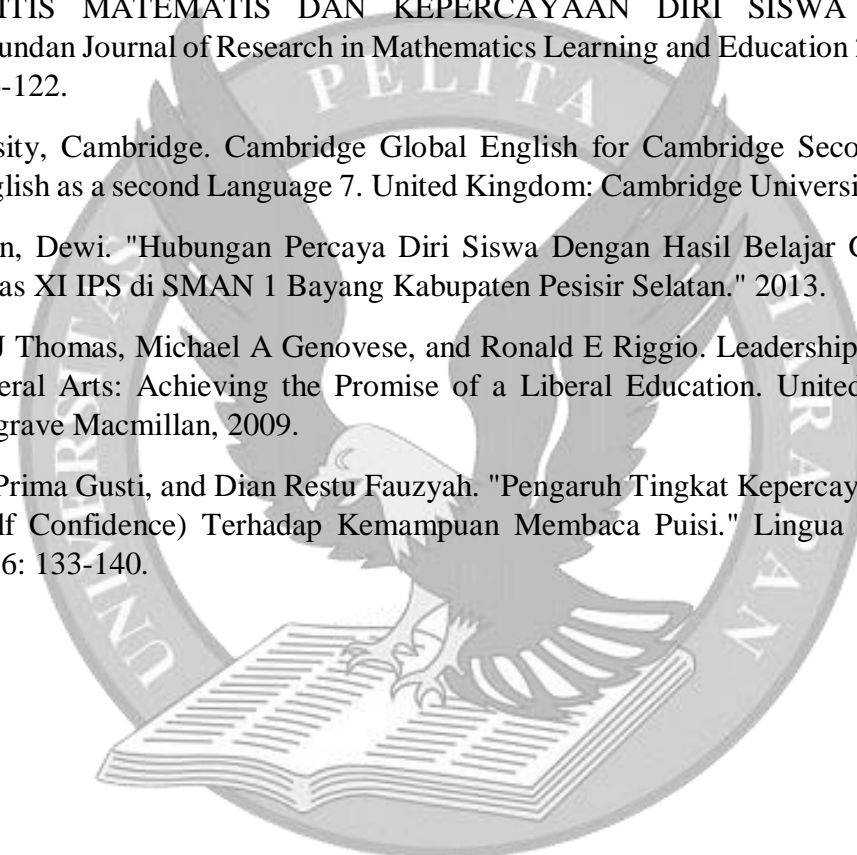 ITIS MATEMATIS DAN KEPERCAYAAN DIRI SISWA
undan Journal of Research in Mathematics Learning and Education
-122.
sity, Cambridge. Cambridge Global English for Cambridge Seco
glish as a second Language 7. United Kingdom: Cambridge Universi
n, Dewi. "Hubungan Percaya Diri Siswa Dengan Hasil Belajar
as XI IPS di SMAN 1 Bayang Kabupaten Pesisir Selatan." 2013.
J Thomas, Michael A Genovese, and Ronald E Riggio. Leadership
eral Arts: Achieving the Promise of a Liberal Education. United
grave Macmillan, 2009.
Prima Gusti, and Dian Restu Fauzyah. "Pengaruh Tingkat Kepercay
lf Confidence) Terhadap Kemampuan Membaca Puisi." Lingua
6: 133-140.
UNIVERSITAS PELITA HARAPAN